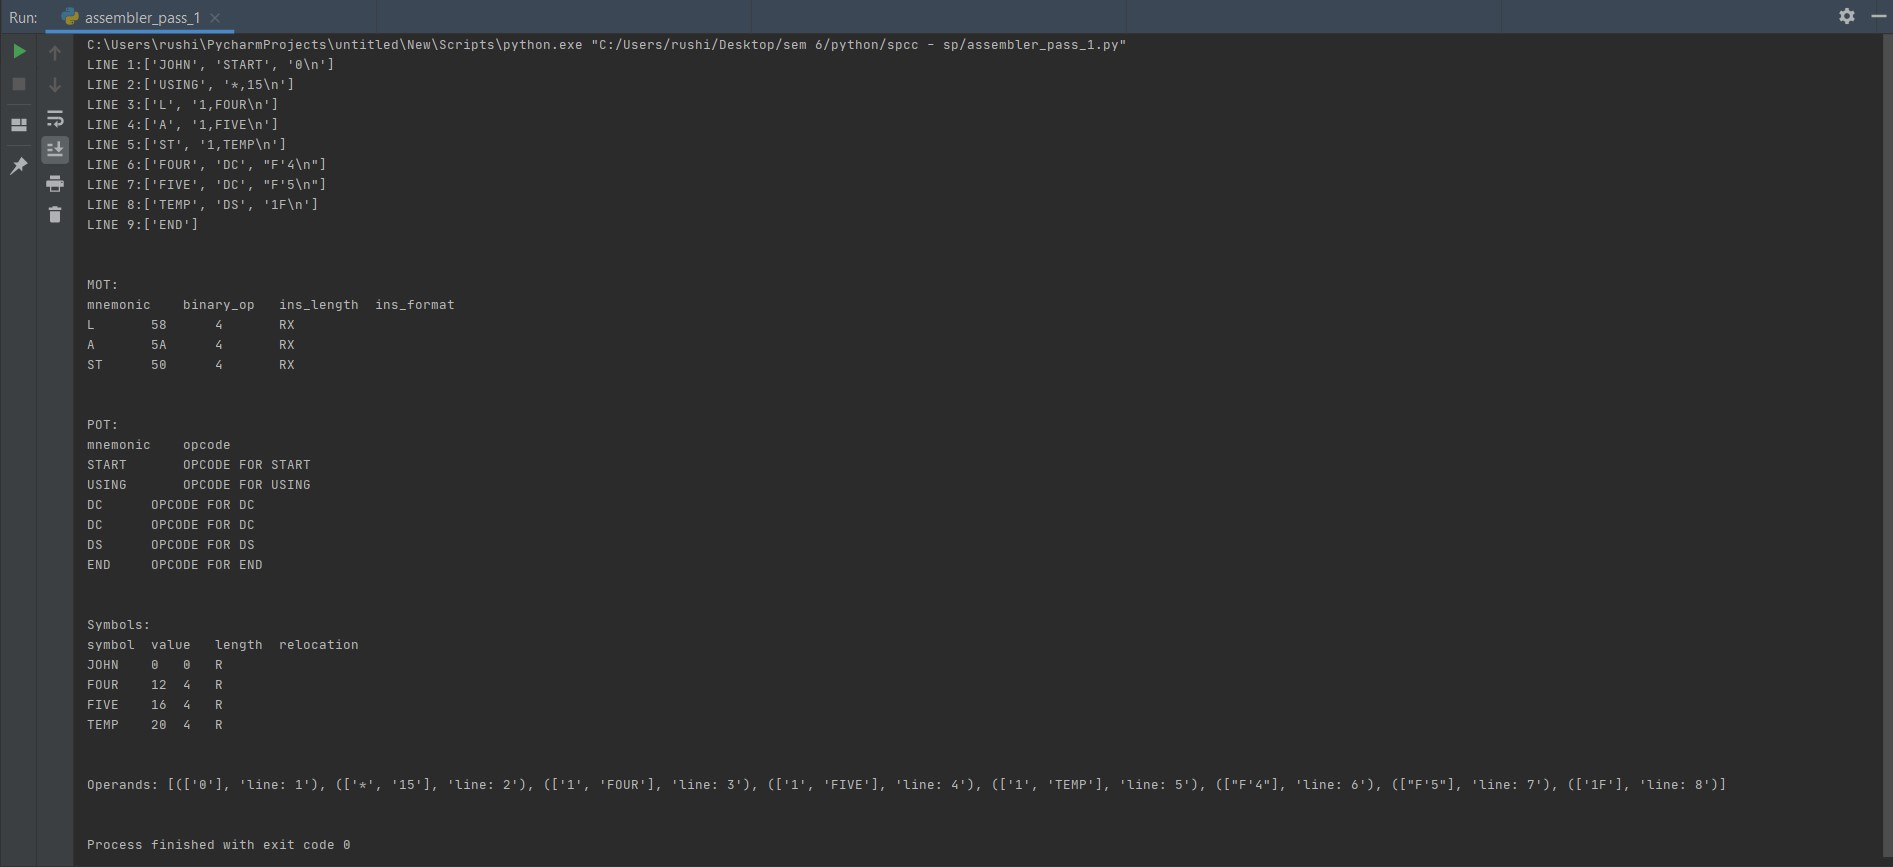 Run: assembler_pass_1
C:\Users\rushi\PycharmProjects\untitled\New\Scripts\python.exe "C:/Users/rushi/Desktop/sem 6/python/spcc - sp/assembler_pass_1.py"
LINE 1:['JOHN', 'START', '0\n']
LINE 2:['USING', '*,15\n']
LINE 3:['L', '1,FOUR\n']
LINE 4:['A', '1,FIVE\n']
LINE 5:['ST', '1,TEMP\n']
LINE 6:['FOUR', 'DC', "F'4\n"]
LINE 7:['FIVE', 'DC', "F'5\n"]
LINE 8:['TEMP', 'DS', '1F\n']
LINE 9:['END']
MOT:
mnemonic    binary_op   ins_length  ins_format
L       58      4       RX
A       5A      4       RX
ST      50      4       RX
POT:
mnemonic    opcode
START       OPCODE FOR START
USING       OPCODE FOR USING
DC      OPCODE FOR DC
DC      OPCODE FOR DC
DS      OPCODE FOR DS
END     OPCODE FOR END
Symbols:
symbol  value   length  relocation
JOHN    0   0   R
FOUR    12  4   R
FIVE    16  4   R
TEMP    20  4   R
Operands: [(['0'], 'line: 1'), (['*', '15'], 'line: 2'), (['1', 'FOUR'], 'line: 3'), (['1', 'FIVE'], 'line: 4'), (['1', 'TEMP'], 'line: 5'), (["F'4"], 'line: 6'), (["F'5"], 'line: 7'), (['1F'], 'line: 8')]
Process finished with exit code 0